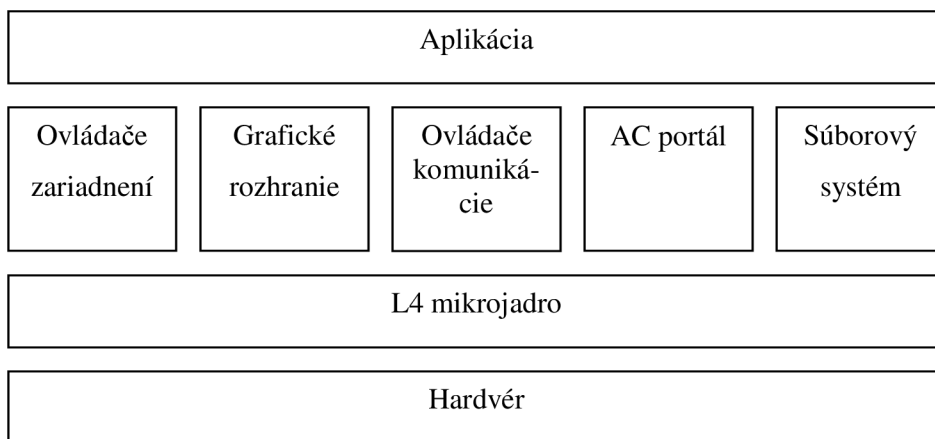 Aplikácia
Ovládače
zariadnení
Grafické
rozhranie
Ovládače
komuniká-
cie
AC portál
Súborový
systém
L4 mikrojadro
Hardvér